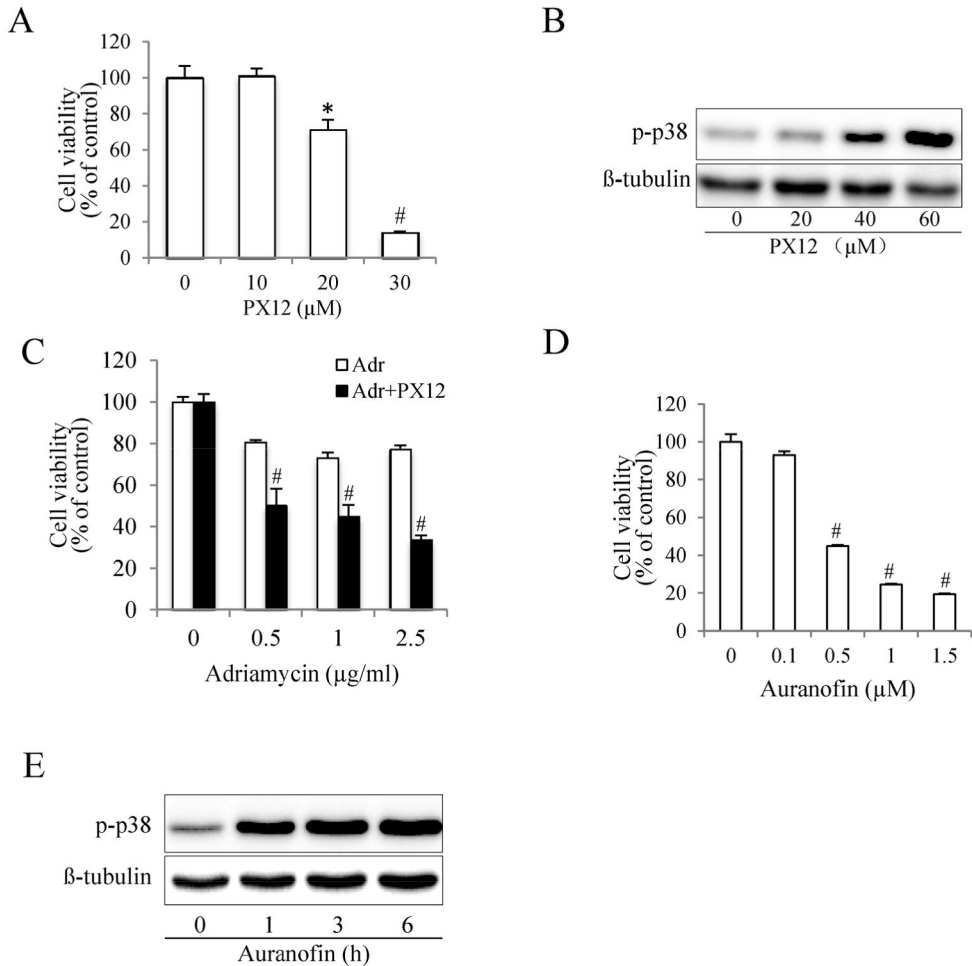 A
Cell viability
(% of control)
120
100
80
60
40
20
0
*
#
0 10 20 30
PX12 (µM)
B
p-p38
ß-tubulin
0 20 40 60
PX12 （µM）
C
Cell viability
(% of control)
120
100
80
60
40
20
0
Adr
Adr+PX12
# # #
0 0.5 1 2.5
Adriamycin (µg/ml)
D
Cell viability
(% of control)
120
100
80
60
40
20
0
# # #
0 0.1 0.5 1 1.5
Auranofin (µM)
E
p-p38
ß-tubulin
0 1 3 6
Auranofin (h)